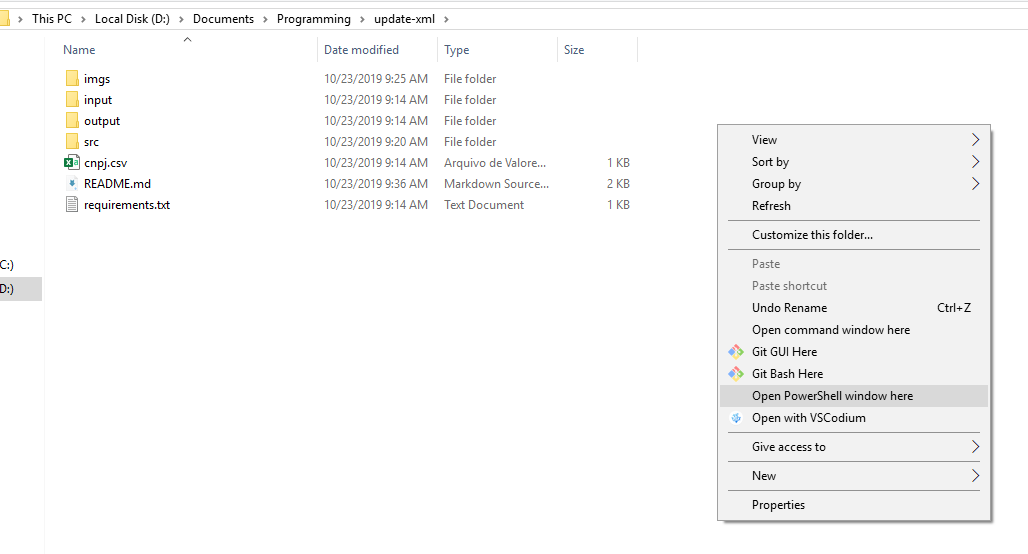 This PC > Local Disk (D:) > Documents > Programming > update-xml >
Name Date modified Type Size
imgs 10/23/2019 9:25 AM File folder
input 10/23/2019 9:14 AM File folder
output 10/23/2019 9:14 AM File folder
src 10/23/2019 9:20 AM File folder
cnpj.csv 10/23/2019 9:14 AM Arquivo de Valore... 1 KB
README.md 10/23/2019 9:36 AM Markdown Source... 2 KB
requirements.txt 10/23/2019 9:14 AM Text Document 1 KB
C:)
D:)
View
Sort by
Group by
Refresh
Customize this folder...
Paste
Paste shortcut
Undo Rename Ctrl+Z
Open command window here
Git GUI Here
Git Bash Here
Open PowerShell window here
Open with VSCodium
Give access to
New
Properties